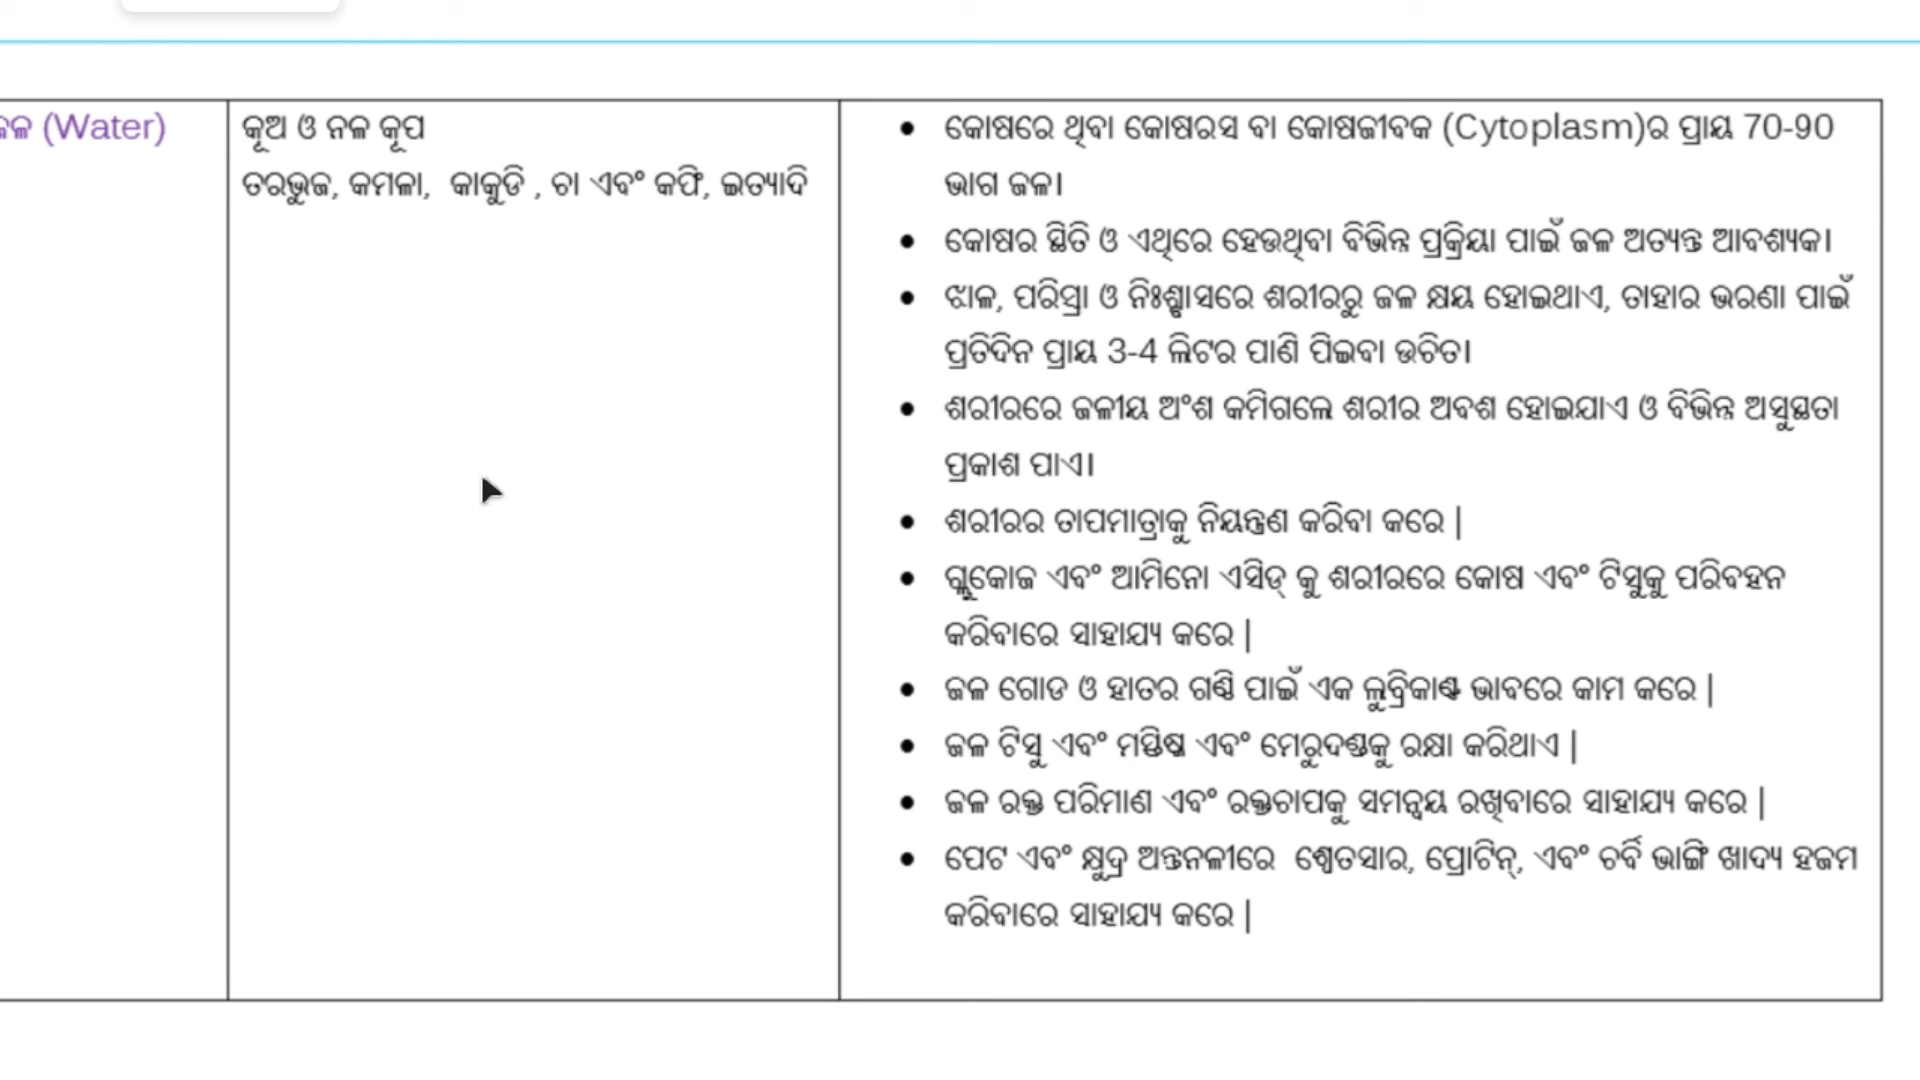 ଜଳ (Water)
କୂଅ ଓ ନଳ କୂପ
ତରଭୁଜ, କମଳା, କାକୁଡି , ଚା ଏବଂ କଫି, ଇତ୍ୟାଦି
• କୋଷରେ ଥିବା କୋଷରସ ବା କୋଷଜୀବକ (Cytoplasm)ର ପ୍ରାୟ 70-90
ଭାଗ ଜଳ।
• କୋଷର ସ୍ଥିତି ଓ ଏଥିରେ ହେଉଥିବା ବିଭିନ୍ନ ପ୍ରକ୍ରିୟା ପାଇଁ ଜଳ ଅତ୍ୟନ୍ତ ଆବଶ୍ୟକ।
• ଝାଳ, ପରିସ୍ରା ଓ ନିଃଶ୍ବାସରେ ଶରୀରରୁ ଜଳ କ୍ଷୟ ହୋଇଥାଏ, ତାହାର ଭରଣା ପାଇଁ
ପ୍ରତିଦିନ ପ୍ରାୟ 3-4 ଲିଟର ପାଣି ପିଇବା ଉଚିତ।
• ଶରୀରରେ ଜଳୀୟ ଅଂଶ କମିଗଲେ ଶରୀର ଅବଶ ହୋଇଯାଏ ଓ ବିଭିନ୍ନ ଅସୁସ୍ଥତା
ପ୍ରକାଶ ପାଏ।
• ଶରୀରର ତାପମାତ୍ରାକୁ ନିୟନ୍ତ୍ରଣ କରିବା କରେ |
• ଗ୍ଲୁକୋଜ ଏବଂ ଆମିନୋ ଏସିଡ୍ କୁ ଶରୀରରେ କୋଷ ଏବଂ ଟିସୁକୁ ପରିବହନ
କରିବାରେ ସାହାଯ୍ୟ କରେ |
• ଜଳ ଗୋଡ ଓ ହାତର ଗଣ୍ଠି ପାଇଁ ଏକ ଲୁବ୍ରିକାଣ୍ଟ ଭାବରେ କାମ କରେ |
• ଜଳ ଟିସୁ ଏବଂ ମସ୍ତିଷ୍କ ଏବଂ ମେରୁଦଣ୍ଡକୁ ରକ୍ଷା କରିଥାଏ |
• ଜଳ ରକ୍ତ ପରିମାଣ ଏବଂ ରକ୍ତଚାପକୁ ସମନ୍ୱୟ ରଖିବାରେ ସାହାଯ୍ୟ କରେ |
• ପେଟ ଏବଂ କ୍ଷୁଦ୍ର ଅନ୍ତନଳୀରେ ଶ୍ଵେତସାର, ପ୍ରୋଟିନ୍, ଏବଂ ଚର୍ବି ଭାଙ୍ଗି ଖାଦ୍ୟ ହଜମ
କରିବାରେ ସାହାଯ୍ୟ କରେ |